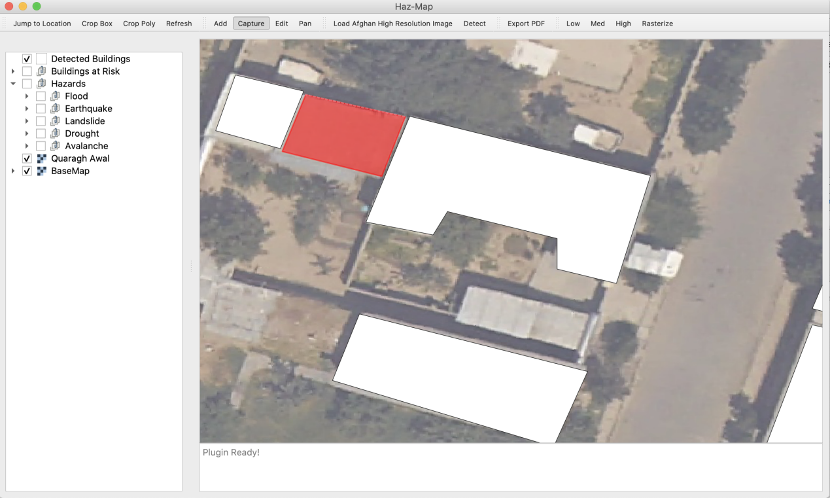 Haz-Map
Jump to Location Crop Box Crop Poly Refresh Add Capture Edit Pan Load Afghan High Resolution Image Detect Export PDF Low Med High Rasterize
Detected Buildings
Buildings at Risk
Hazards
Flood
Earthquake
Landslide
Drought
Avalanche
Quaragh Awal
BaseMap
Plugin Ready!